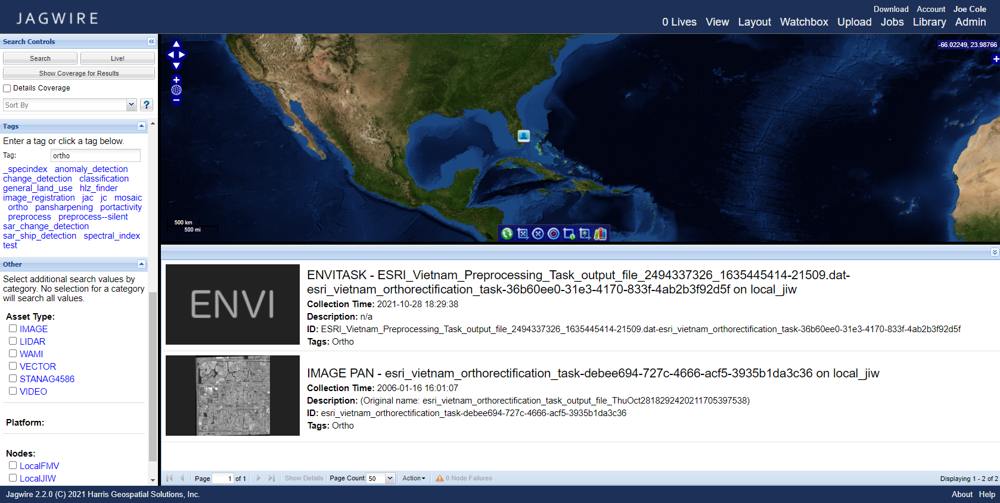 JAGWIRE
Download Account Joe Cole
0 Lives View Layout Watchbox Upload Jobs Library Admin
Search Controls
Search Live!
Show Coverage for Results
Details Coverage
Sort By ?
Tags
Enter a tag or click a tag below.
Tag: ortho
_specindex anomaly_detection
change_detection classification
general_land_use hlz_finder
image_registration jac jc mosaic
ortho pansharpening portactivity
preprocess preprocess--silent
sar_change_detection
sar_ship_detection spectral_index
test
Other
Select additional search values by
category. No selection for a category
will search all values.
Asset Type:
IMAGE
LIDAR
WAMI
VECTOR
STANAG4586
VIDEO
Platform:
Nodes:
LocalFMV
LocalJIW
-66.02249, 23.98766
500 km
500 mi
ENVI
ENVITASK - ESRI_Vietnam_Preprocessing_Task_output_file_2494337326_1635445414-21509.dat-
esri_vietnam_orthorectification_task-36b60ee0-31e3-4170-833f-4ab2b3f92d5f on local_jiw
Collection Time: 2021-10-28 18:29:38
Description: n/a
ID: ESRI_Vietnam_Preprocessing_Task_output_file_2494337326_1635445414-21509.dat-esri_vietnam_orthorectification_task-36b60ee0-31e3-4170-833f-4ab2b3f92d5f
Tags: Ortho
IMAGE PAN - esri_vietnam_orthorectification_task-debee694-727c-4666-acf5-3935b1da3c36 on local_jiw
Collection Time: 2006-01-16 16:01:07
Description: (Original name: esri_vietnam_orthorectification_task_output_file_ThuOct2818292420211705397538)
ID: esri_vietnam_orthorectification_task-debee694-727c-4666-acf5-3935b1da3c36
Tags: Ortho
Page 1 of 1 Show Details Page Count: 50 Action 0 Node Failures Displaying 1 - 2 of 2
Jagwire 2.2.0 (C) 2021 Harris Geospatial Solutions, Inc. About Help